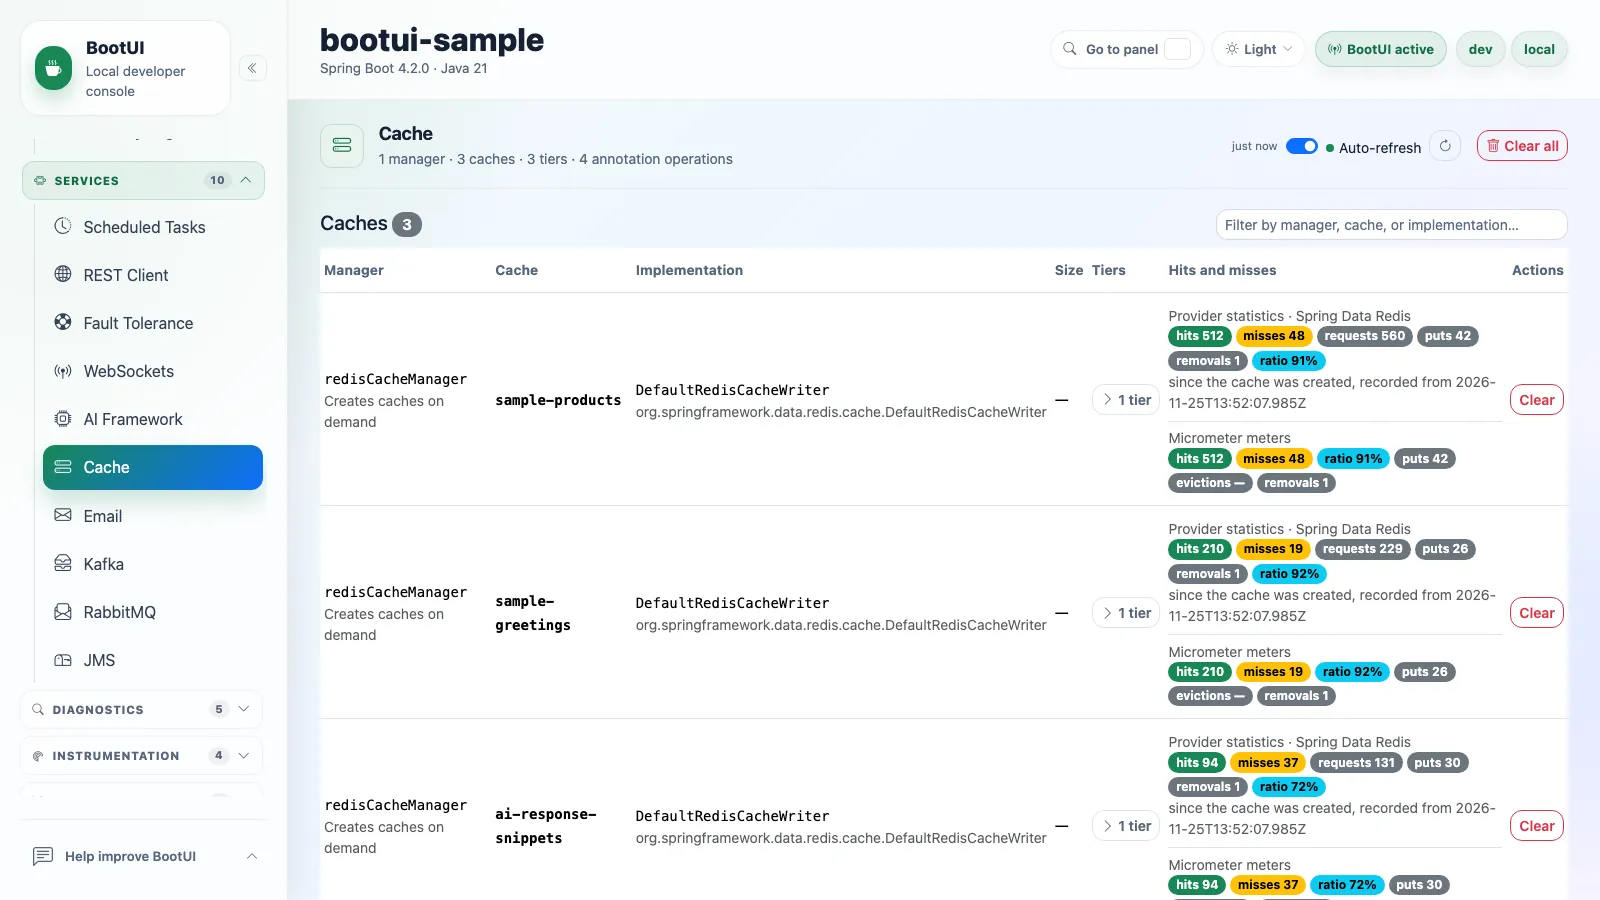 BootUI
Local developer
console
SERVICES 10
Scheduled Tasks
REST Client
Fault Tolerance
WebSockets
AI Framework
Cache
Email
Kafka
RabbitMQ
JMS
DIAGNOSTICS 5
INSTRUMENTATION 4
Help improve BootUI
bootui-sample
Spring Boot 4.2.0 · Java 21
Go to panel
Light
BootUI active
dev
local
Cache
1 manager · 3 caches · 3 tiers · 4 annotation operations
just now
Auto-refresh
Clear all
Caches 3
Filter by manager, cache, or implementation...
Manager Cache Implementation Size Tiers Hits and misses Actions
redisCacheManager
Creates caches on
demand
sample-products
DefaultRedisCacheWriter
org.springframework.data.redis.cache.DefaultRedisCacheWriter
—
1 tier
Provider statistics · Spring Data Redis
hits 512 misses 48 requests 560 puts 42
removals 1 ratio 91%
since the cache was created, recorded from 2026-
11-25T13:52:07.985Z
Micrometer meters
hits 512 misses 48 ratio 91% puts 42
evictions — removals 1
Clear
redisCacheManager
Creates caches on
demand
sample-
greetings
DefaultRedisCacheWriter
org.springframework.data.redis.cache.DefaultRedisCacheWriter
—
1 tier
Provider statistics · Spring Data Redis
hits 210 misses 19 requests 229 puts 26
removals 1 ratio 92%
since the cache was created, recorded from 2026-
11-25T13:52:07.985Z
Micrometer meters
hits 210 misses 19 ratio 92% puts 26
evictions — removals 1
Clear
redisCacheManager
Creates caches on
demand
ai-response-
snippets
DefaultRedisCacheWriter
org.springframework.data.redis.cache.DefaultRedisCacheWriter
—
1 tier
Provider statistics · Spring Data Redis
hits 94 misses 37 requests 131 puts 30
removals 1 ratio 72%
since the cache was created, recorded from 2026-
11-25T13:52:07.985Z
Micrometer meters
hits 94 misses 37 ratio 72% puts 30
Clear